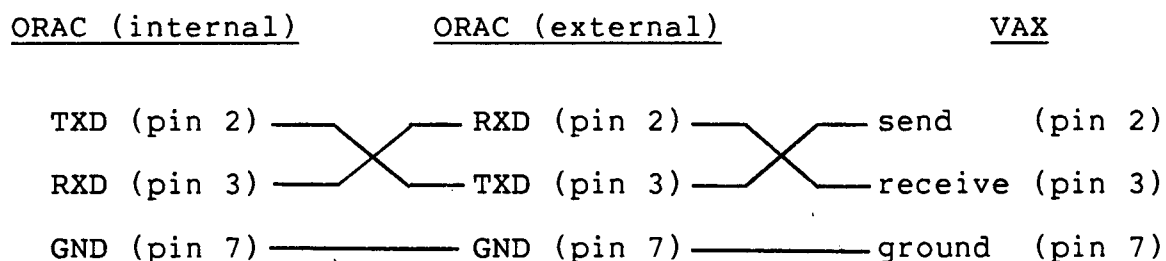 ORAC (internal) ORAC (external) VAX
TXD (pin 2) RXD (pin 2) send (pin 2)
RXD (pin 3) TXD (pin 3) receive (pin 3)
GND (pin 7) GND (pin 7) ground (pin 7)